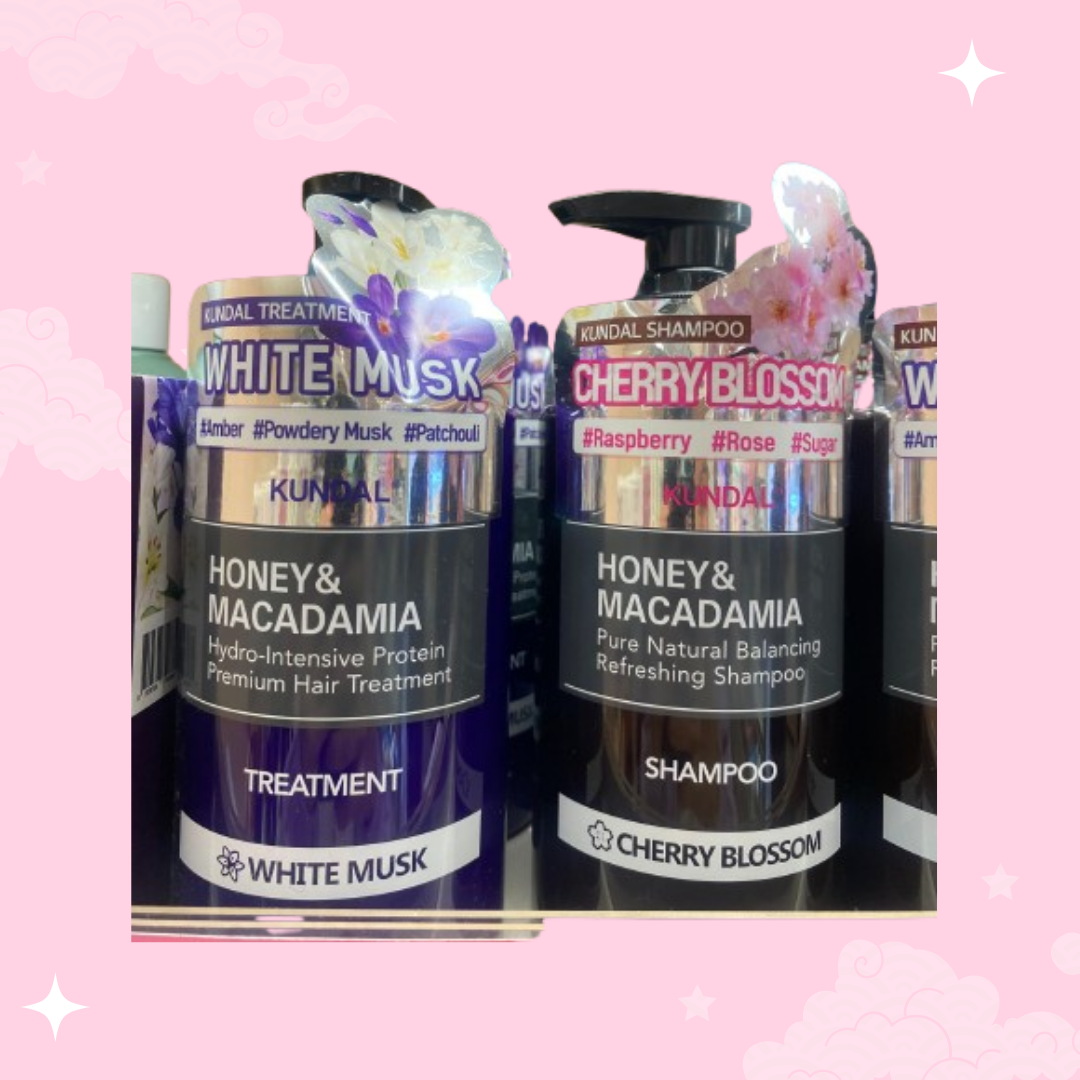 KUNDAL TREATMENT
WHITE MUSK
#Amber #Powdery Musk #Patchouli
KUNDAL
HONEY&
MACADAMIA
Hydro-Intensive Protein
Premium Hair Treatment
TREATMENT
WHITE MUSK
KUNDAL SHAMPOO
CHERRY BLOSSOM
#Raspberry #Rose #Sugar
KUNDAL
HONEY&
MACADAMIA
Pure Natural Balancing
Refreshing Shampoo
SHAMPOO
CHERRY BLOSSOM
KUN
W
#Am